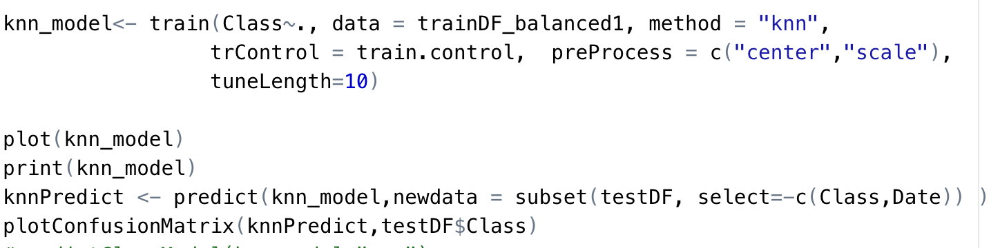 knn_model<- train(Class~., data = trainDF_balanced1, method = "knn",
                 trControl = train.control,  preProcess = c("center","scale"),
                 tuneLength=10)
plot(knn_model)
print(knn_model)
knnPredict <- predict(knn_model,newdata = subset(testDF, select=-c(Class,Date)) )
plotConfusionMatrix(knnPredict,testDF$Class)